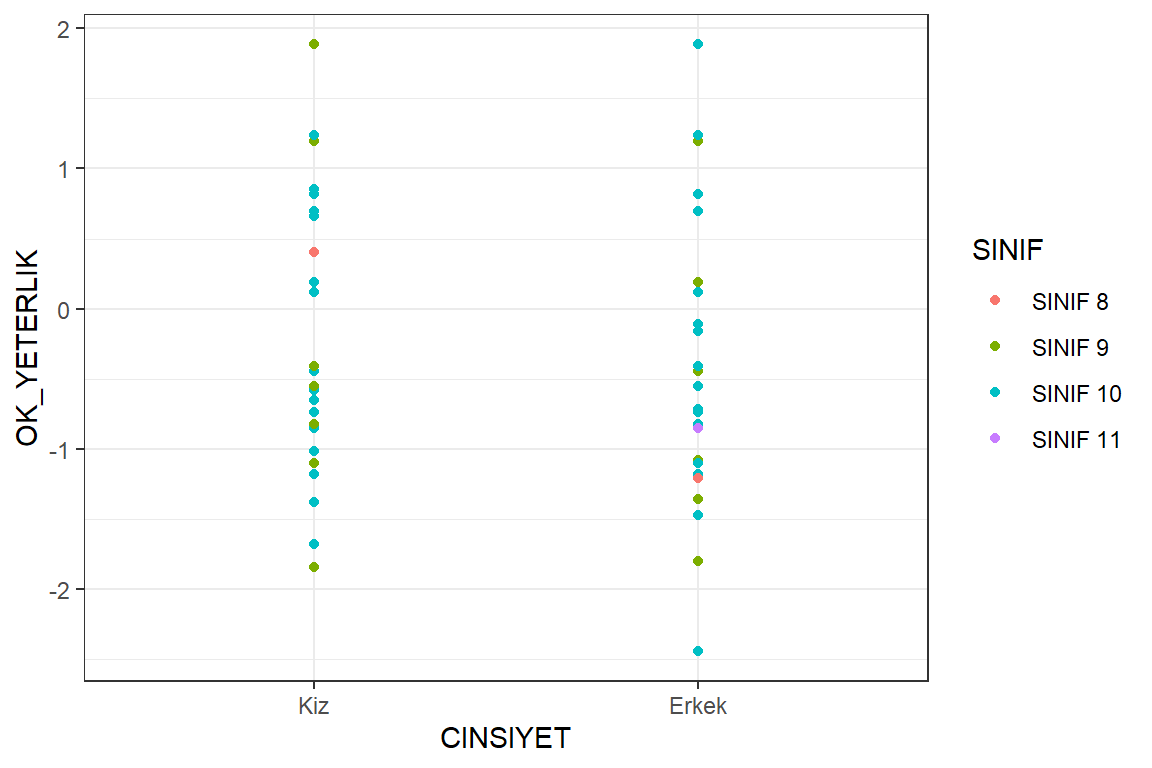 OK_YETERLIK
2
1
0
-1
-2
Kiz
Erkek
CINSIYET
SINIF
SINIF 8
SINIF 9
SINIF 10
SINIF 11